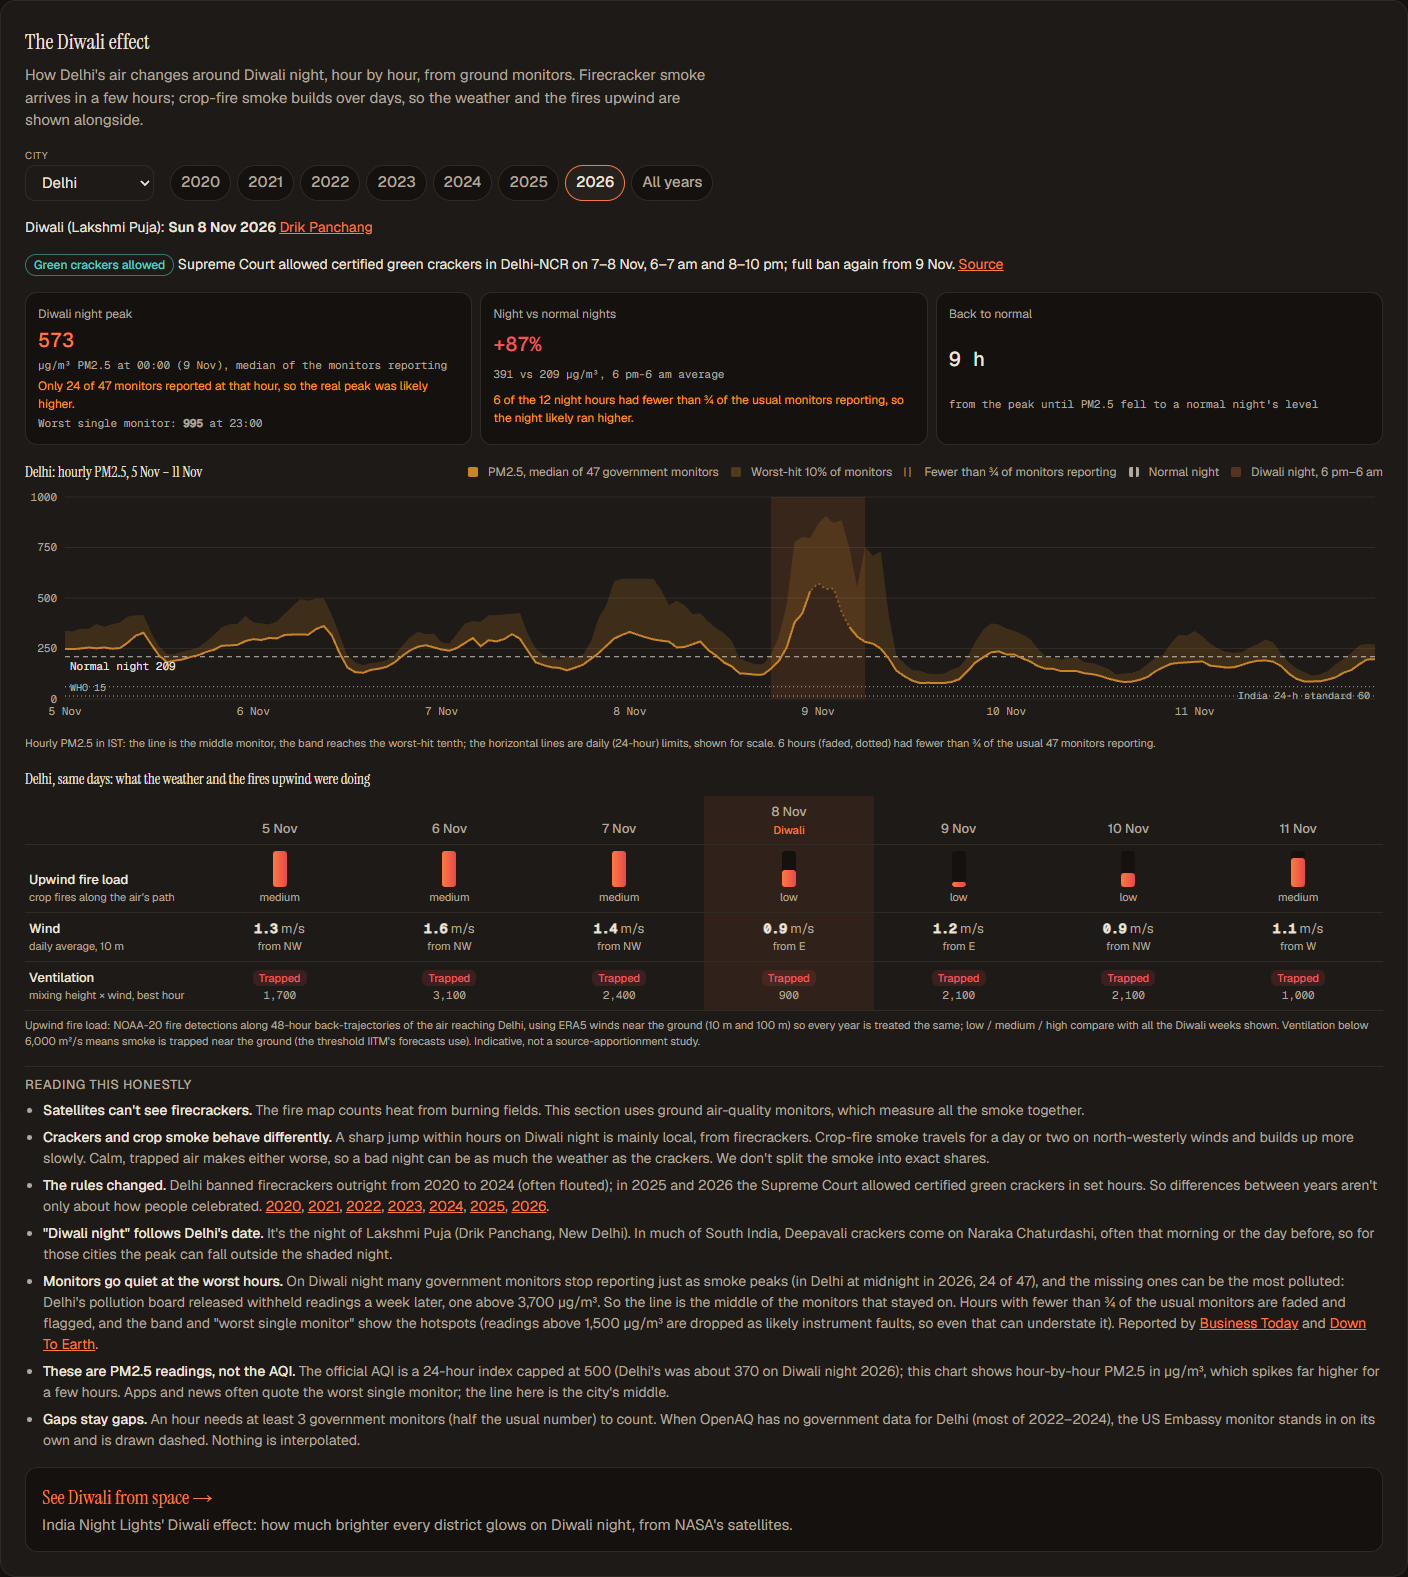 The Diwali effect
How Delhi's air changes around Diwali night, hour by hour, from ground monitors. Firecracker smoke
arrives in a few hours; crop-fire smoke builds over days, so the weather and the fires upwind are
shown alongside.
CITY
Delhi 2020 2021 2022 2023 2024 2025 2026 All years
Diwali (Lakshmi Puja): Sun 8 Nov 2026 Drik Panchang
Green crackers allowed Supreme Court allowed certified green crackers in Delhi-NCR on 7–8 Nov, 6–7 am and 8–10 pm; full ban again from 9 Nov. Source
Diwali night peak
573
µg/m³ PM2.5 at 00:00 (9 Nov), median of the monitors reporting
Only 24 of 47 monitors reported at that hour, so the real peak was likely
higher.
Worst single monitor: 995 at 23:00
Night vs normal nights
+87%
391 vs 209 µg/m³, 6 pm–6 am average
6 of the 12 night hours had fewer than ¾ of the usual monitors reporting, so
the night likely ran higher.
Back to normal
9 h
from the peak until PM2.5 fell to a normal night's level
Delhi: hourly PM2.5, 5 Nov – 11 Nov
PM2.5, median of 47 government monitors Worst-hit 10% of monitors Fewer than ¾ of monitors reporting Normal night Diwali night, 6 pm–6 am
1000
750
500
250
Normal night 209
WHO 15
0
India 24-h standard 60
5 Nov 6 Nov 7 Nov 8 Nov 9 Nov 10 Nov 11 Nov
Hourly PM2.5 in IST: the line is the middle monitor, the band reaches the worst-hit tenth; the horizontal lines are daily (24-hour) limits, shown for scale. 6 hours (faded, dotted) had fewer than ¾ of the usual 47 monitors reporting.
Delhi, same days: what the weather and the fires upwind were doing
5 Nov 6 Nov 7 Nov 8 Nov 9 Nov 10 Nov 11 Nov
Diwali
Upwind fire load
crop fires along the air's path
medium medium medium low low low medium
Wind
daily average, 10 m
1.3 m/s 1.6 m/s 1.4 m/s 0.9 m/s 1.2 m/s 0.9 m/s 1.1 m/s
from NW from NW from NW from E from E from NW from W
Ventilation
mixing height × wind, best hour
Trapped Trapped Trapped Trapped Trapped Trapped Trapped
1,700 3,100 2,400 900 2,100 2,100 1,000
Upwind fire load: NOAA-20 fire detections along 48-hour back-trajectories of the air reaching Delhi, using ERA5 winds near the ground (10 m and 100 m) so every year is treated the same; low / medium / high compare with all the Diwali weeks shown. Ventilation below
6,000 m²/s means smoke is trapped near the ground (the threshold IITM's forecasts use). Indicative, not a source-apportionment study.
READING THIS HONESTLY
• Satellites can't see firecrackers. The fire map counts heat from burning fields. This section uses ground air-quality monitors, which measure all the smoke together.
• Crackers and crop smoke behave differently. A sharp jump within hours on Diwali night is mainly local, from firecrackers. Crop-fire smoke travels for a day or two on north-westerly winds and builds up more
slowly. Calm, trapped air makes either worse, so a bad night can be as much the weather as the crackers. We don't split the smoke into exact shares.
• The rules changed. Delhi banned firecrackers outright from 2020 to 2024 (often flouted); in 2025 and 2026 the Supreme Court allowed certified green crackers in set hours. So differences between years aren't
only about how people celebrated. 2020, 2021, 2022, 2023, 2024, 2025, 2026.
• "Diwali night" follows Delhi's date. It's the night of Lakshmi Puja (Drik Panchang, New Delhi). In much of South India, Deepavali crackers come on Naraka Chaturdashi, often that morning or the day before, so for
those cities the peak can fall outside the shaded night.
• Monitors go quiet at the worst hours. On Diwali night many government monitors stop reporting just as smoke peaks (in Delhi at midnight in 2026, 24 of 47), and the missing ones can be the most polluted:
Delhi's pollution board released withheld readings a week later, one above 3,700 µg/m³. So the line is the middle of the monitors that stayed on. Hours with fewer than ¾ of the usual monitors are faded and
flagged, and the band and "worst single monitor" show the hotspots (readings above 1,500 µg/m³ are dropped as likely instrument faults, so even that can understate it). Reported by Business Today and Down
To Earth.
• These are PM2.5 readings, not the AQI. The official AQI is a 24-hour index capped at 500 (Delhi's was about 370 on Diwali night 2026); this chart shows hour-by-hour PM2.5 in µg/m³, which spikes far higher for
a few hours. Apps and news often quote the worst single monitor; the line here is the city's middle.
• Gaps stay gaps. An hour needs at least 3 government monitors (half the usual number) to count. When OpenAQ has no government data for Delhi (most of 2022–2024), the US Embassy monitor stands in on its
own and is drawn dashed. Nothing is interpolated.
See Diwali from space →
India Night Lights' Diwali effect: how much brighter every district glows on Diwali night, from NASA's satellites.